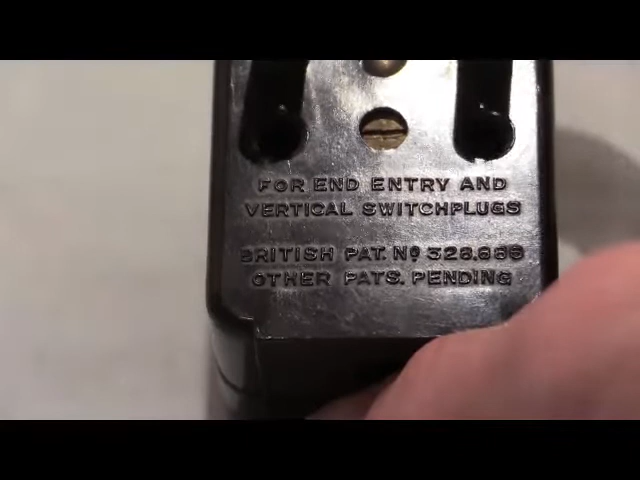 FOR END ENTRY AND
VERTICAL SWITCHPLUGS
BRITISH PAT. Nº
OTHER PATS. PENDING